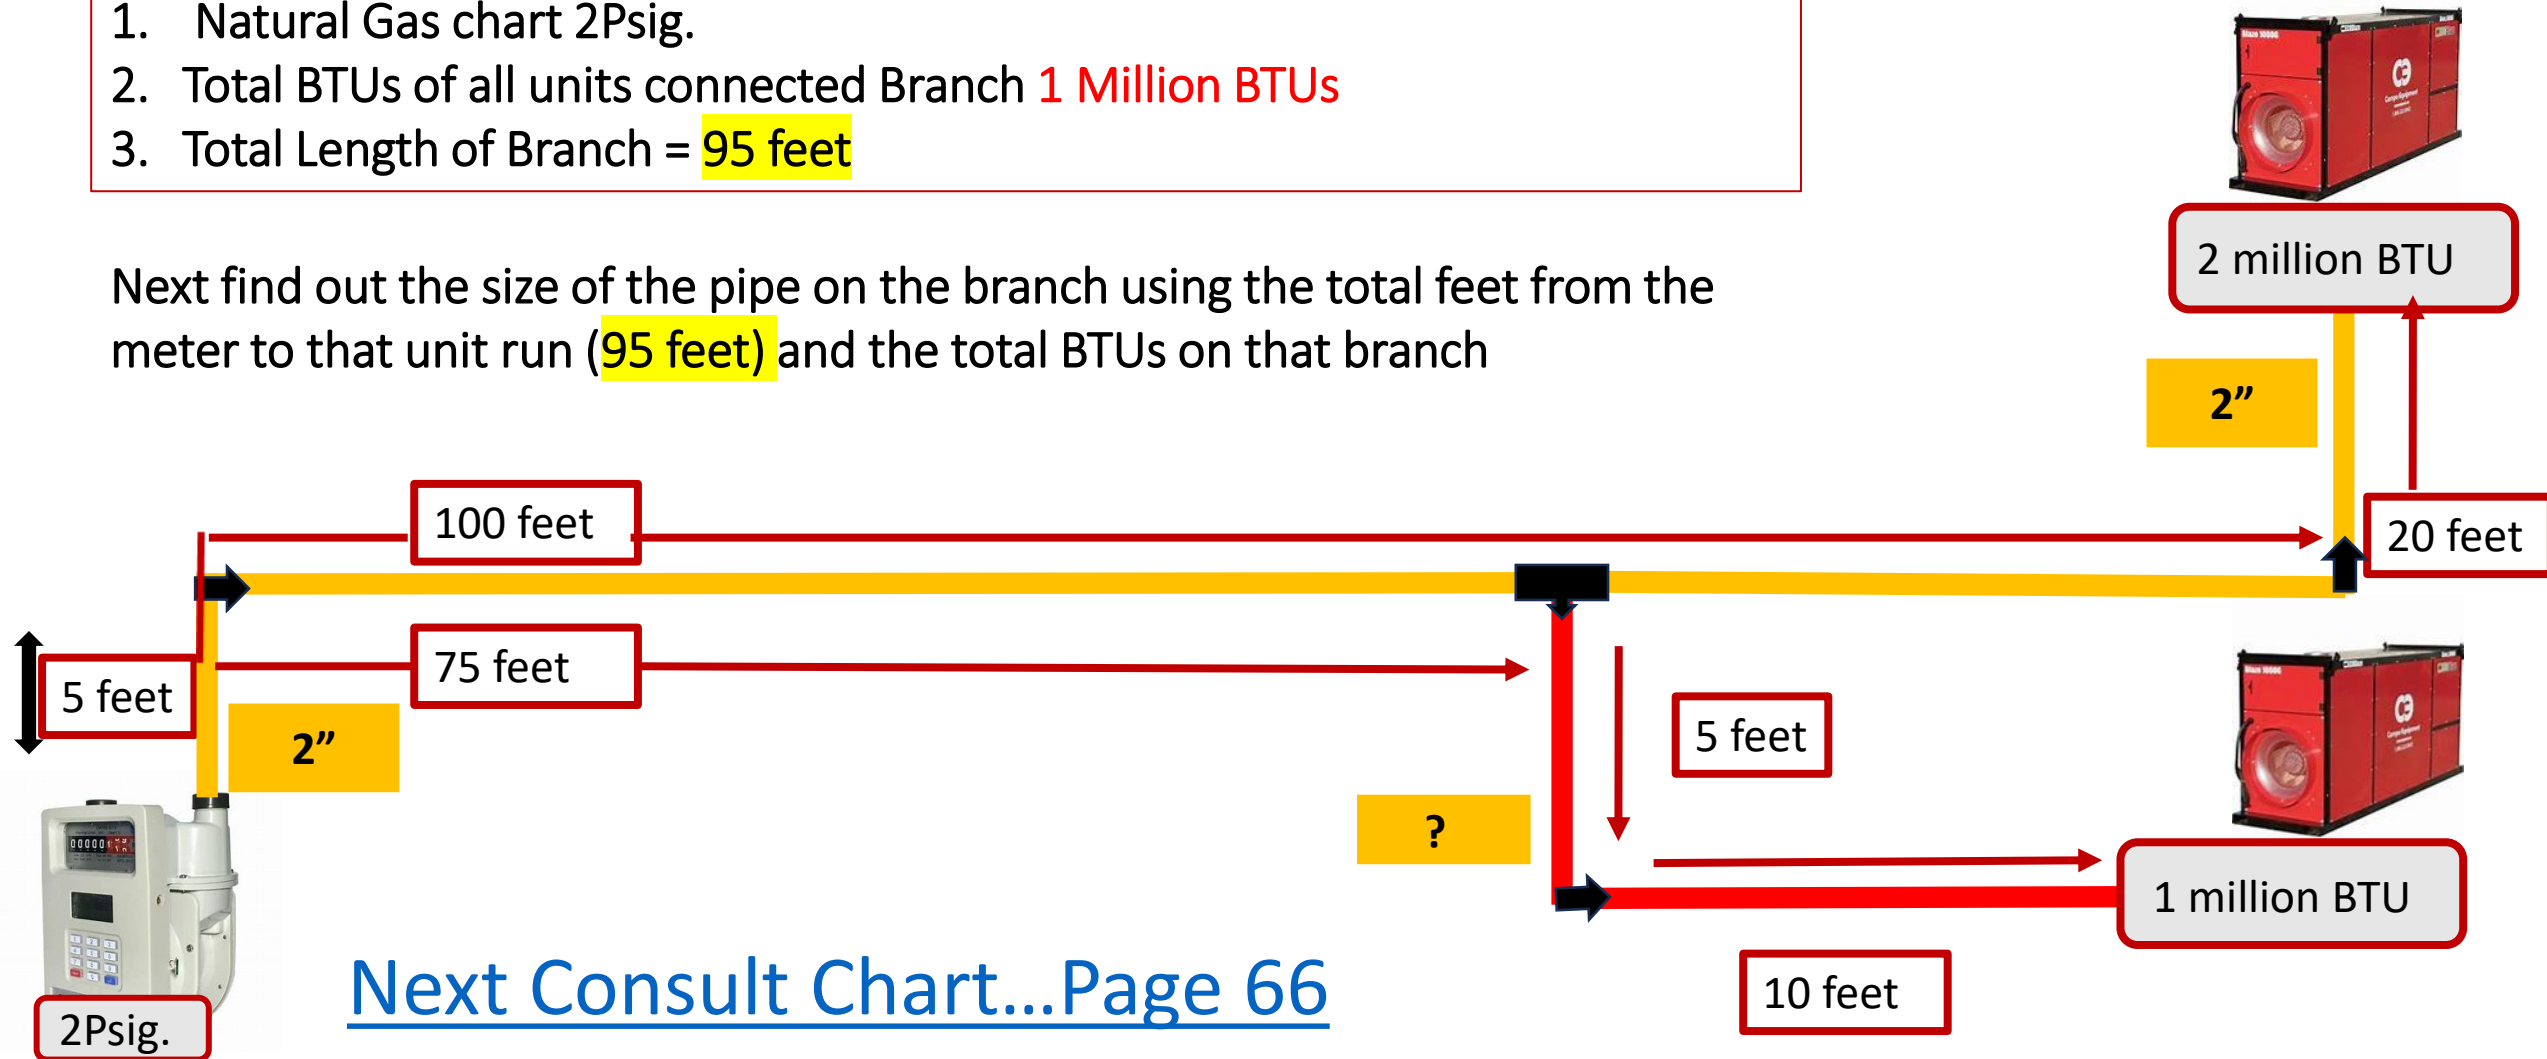 1. Natural Gas chart 2Psig.
2. Total BTUs of all units connected Branch 1 Million BTUs
3. Total Length of Branch = 95 feet
Next find out the size of the pipe on the branch using the total feet from the
meter to that unit run (95 feet) and the total BTUs on that branch
2 million BTU
2”
100 feet
20 feet
75 feet
5 feet
2”
5 feet
?
1 million BTU
10 feet
Next Consult Chart...Page 66
2Psig.